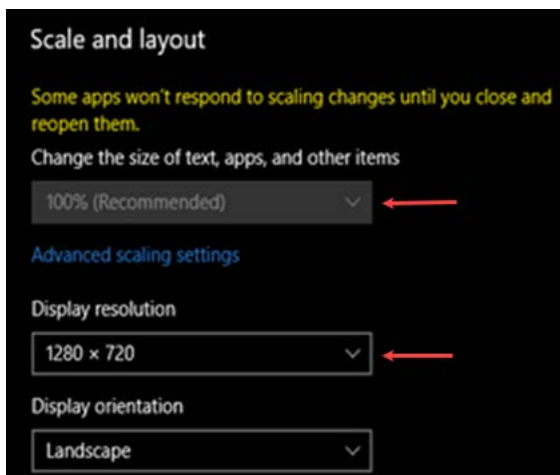 Scale and layout
Some apps won't respond to scaling changes until you close and
reopen them.
Change the size of text, apps, and other items
100% (Recommended)
Advanced scaling settings
Display resolution
1280 × 720
Display orientation
Landscape